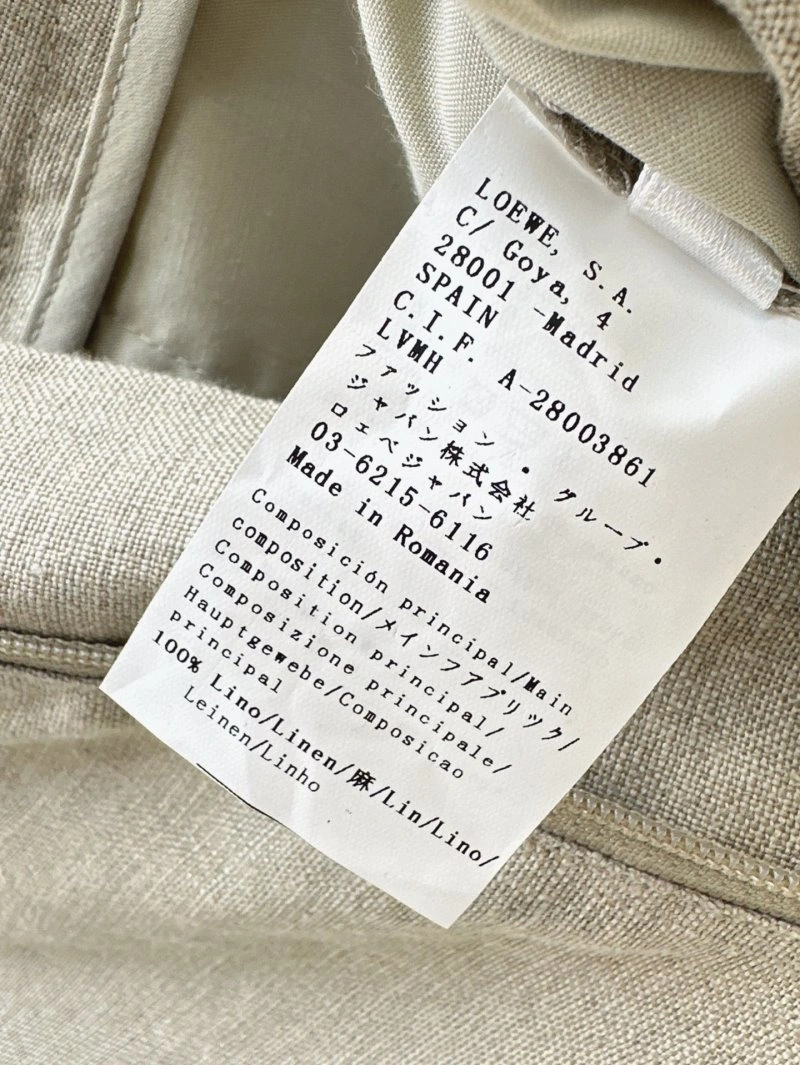 LOEWE, S.A.
C/ Goya, 4
28001 -Madrid
SPAIN
C.I.F. A-28003861
LVMH
ファッション・ グループ・
ジャパン株式会社
ロエベジャパン
03-6215-6116
Made in Romania
Composición principal/Main
composition/メインファブリック/
Composition principal/
Composizione principale/
Hauptgewebe/Composicao
principal
100% Lino/Linen/麻/Lin/Lino/
Leinen/Linho